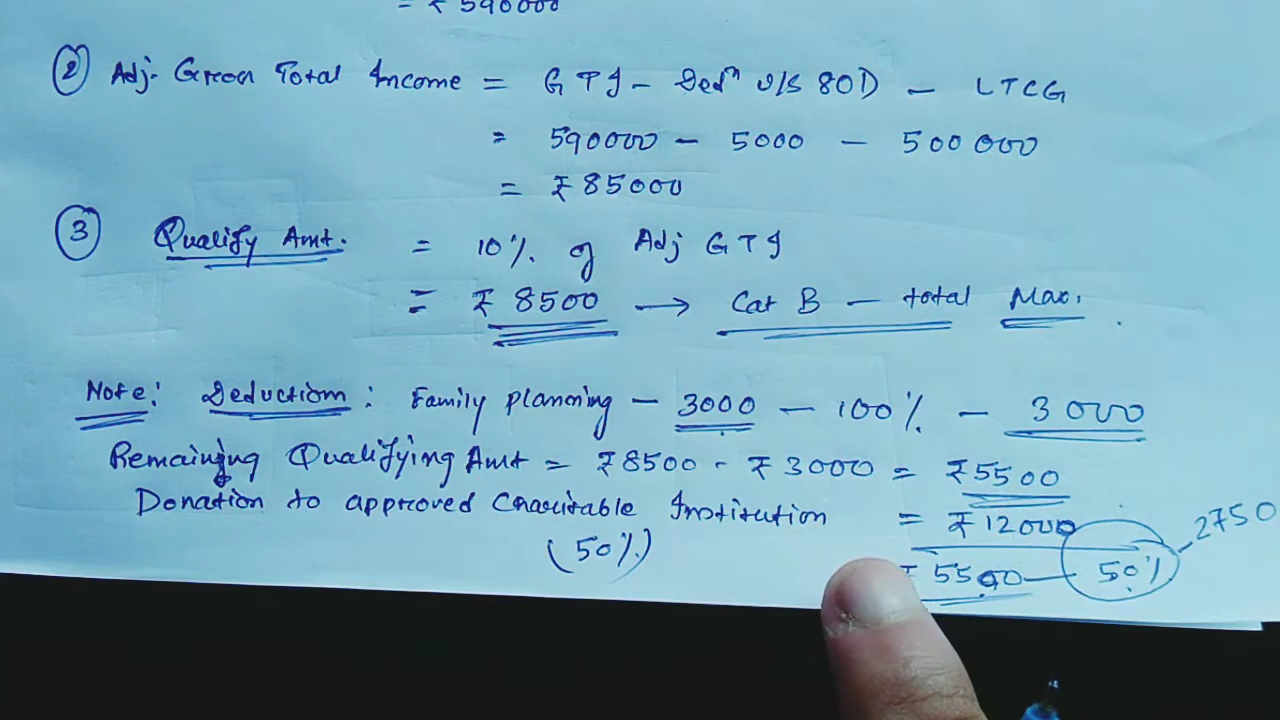 = ₹ 590000
② Adj. Gross Total Income = GTI - Dedⁿ U/S 80D - LTCG
= 590000 - 5000 - 500000
= ₹ 85000
③ Qualify Amt. = 10% of Adj GTI
= ₹ 8500 → Cat B - total Max.
Note: Deduction: Family planning - 3000 - 100% - 3000
Remaining Qualifying Amt = ₹8500 - ₹3000 = ₹5500
Donation to approved Charitable Institution = ₹12000
(50%) ₹5500 - 50% - 2750